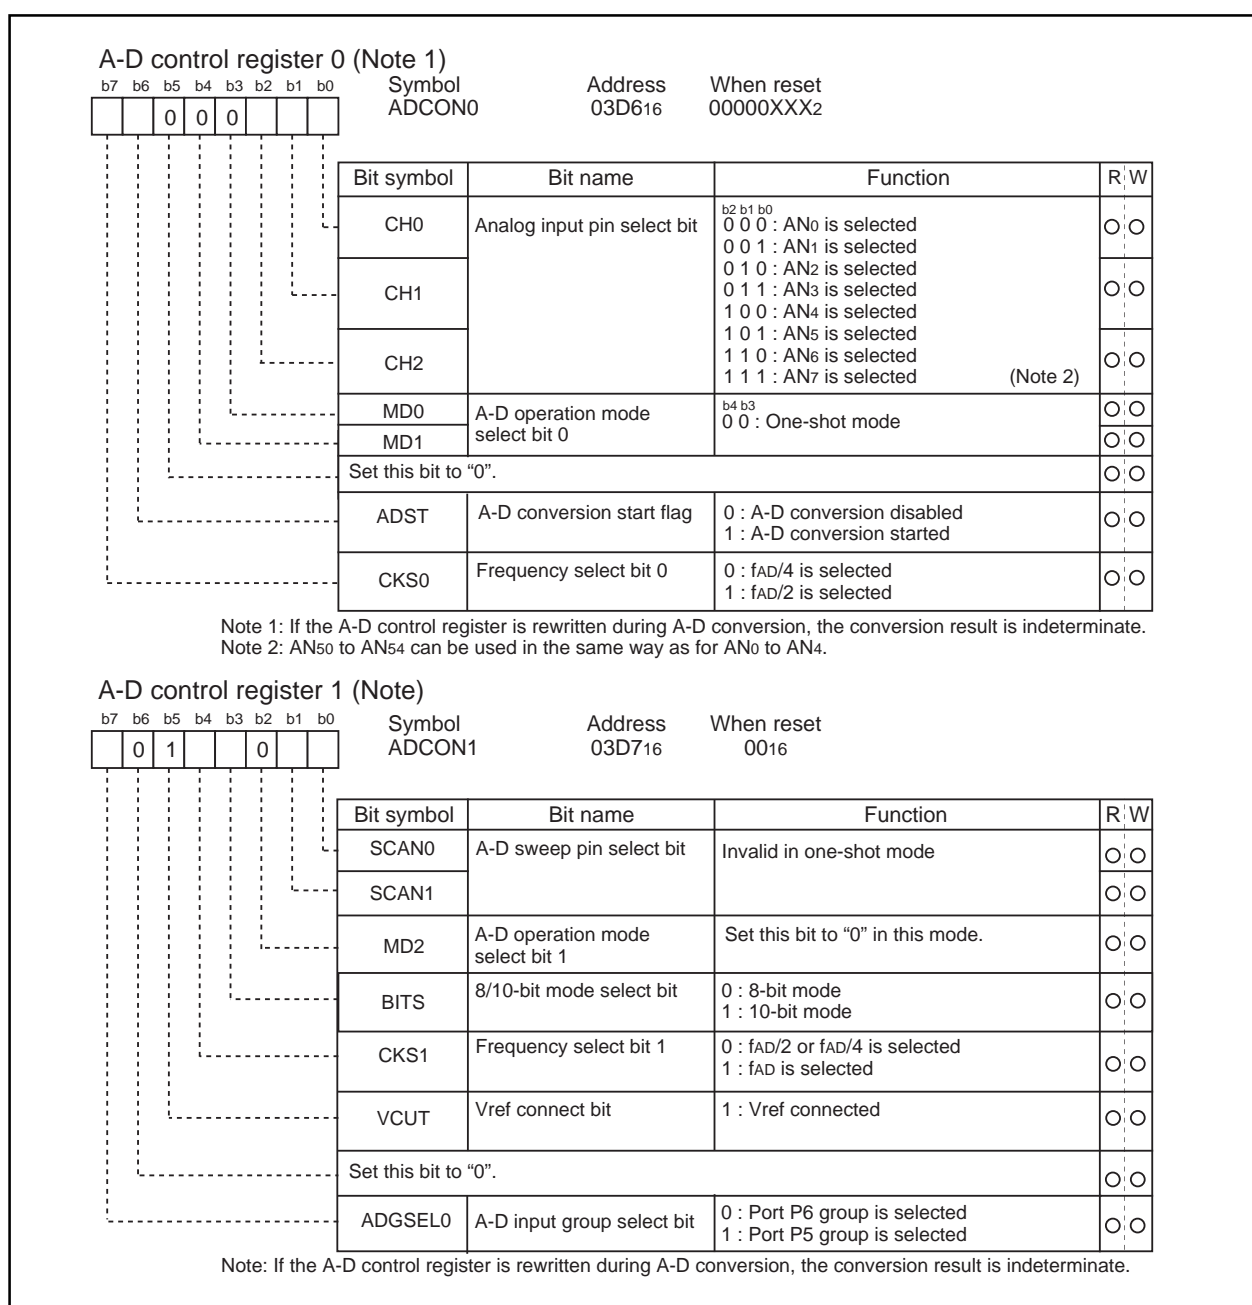 A-D control register 0 (Note 1)
b7 b6 b5 b4 b3 b2 b1 b0
Symbol Address When reset
ADCON0 03D616 00000XXX2
0 0 0
Bit symbol Bit name Function R W
CH0 Analog input pin select bit
b2 b1 b0
0 0 0 : AN0 is selected
0 0 1 : AN1 is selected
0 1 0 : AN2 is selected
CH1
0 1 1 : AN3 is selected
1 0 0 : AN4 is selected
1 0 1 : AN5 is selected
CH2
1 1 0 : AN6 is selected
1 1 1 : AN7 is selected (Note 2)
MD0 A-D operation mode
select bit 0
b4 b3
0 0 : One-shot mode
MD1
Set this bit to “0”.
ADST A-D conversion start flag
0 : A-D conversion disabled
1 : A-D conversion started
CKS0 Frequency select bit 0
0 : fAD/4 is selected
1 : fAD/2 is selected
Note 1: If the A-D control register is rewritten during A-D conversion, the conversion result is indeterminate.
Note 2: AN50 to AN54 can be used in the same way as for AN0 to AN4.
A-D control register 1 (Note)
b7 b6 b5 b4 b3 b2 b1 b0
Symbol Address When reset
ADCON1 03D716 0016
0 1 0
Bit symbol Bit name Function R W
SCAN0 A-D sweep pin select bit Invalid in one-shot mode
SCAN1
MD2 A-D operation mode
select bit 1
Set this bit to “0” in this mode.
BITS 8/10-bit mode select bit
0 : 8-bit mode
1 : 10-bit mode
CKS1 Frequency select bit 1
0 : fAD/2 or fAD/4 is selected
1 : fAD is selected
VCUT Vref connect bit 1 : Vref connected
Set this bit to “0”.
ADGSEL0 A-D input group select bit
0 : Port P6 group is selected
1 : Port P5 group is selected
Note: If the A-D control register is rewritten during A-D conversion, the conversion result is indeterminate.